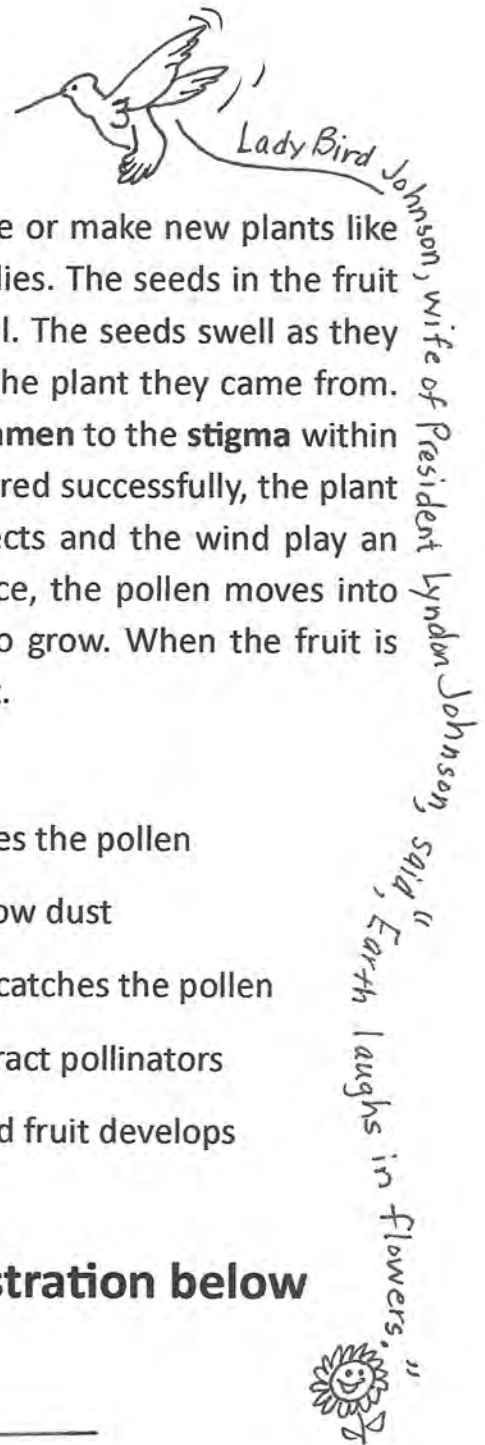 Lady Bird Johnson, wife of President Lyndon Johnson, said "Earth laughs in flowers."
e or make new plants like
lies. The seeds in the fruit
l. The seeds swell as they
he plant they came from.
men to the stigma within
red successfully, the plant
ects and the wind play an
ce, the pollen moves into
o grow. When the fruit is
es the pollen
ow dust
catches the pollen
ract pollinators
d fruit develops
stration below